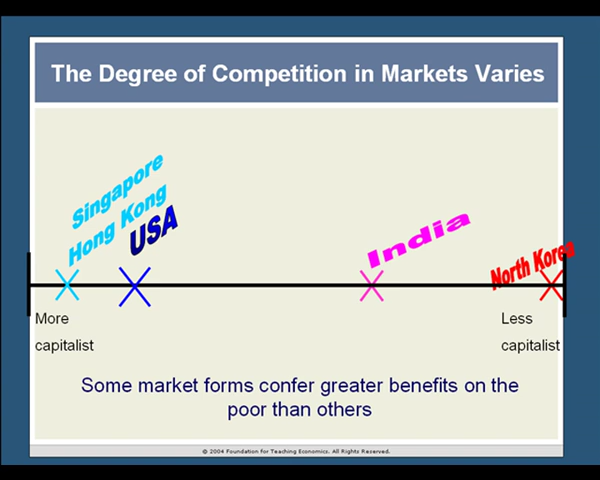 The Degree of Competition in Markets Varies
Singapore
Hong Kong
USA
India
North Korea
More
capitalist
Less
capitalist
Some market forms confer greater benefits on the
poor than others
© 2004 Foundation for Teaching Economics. All Rights Reserved.